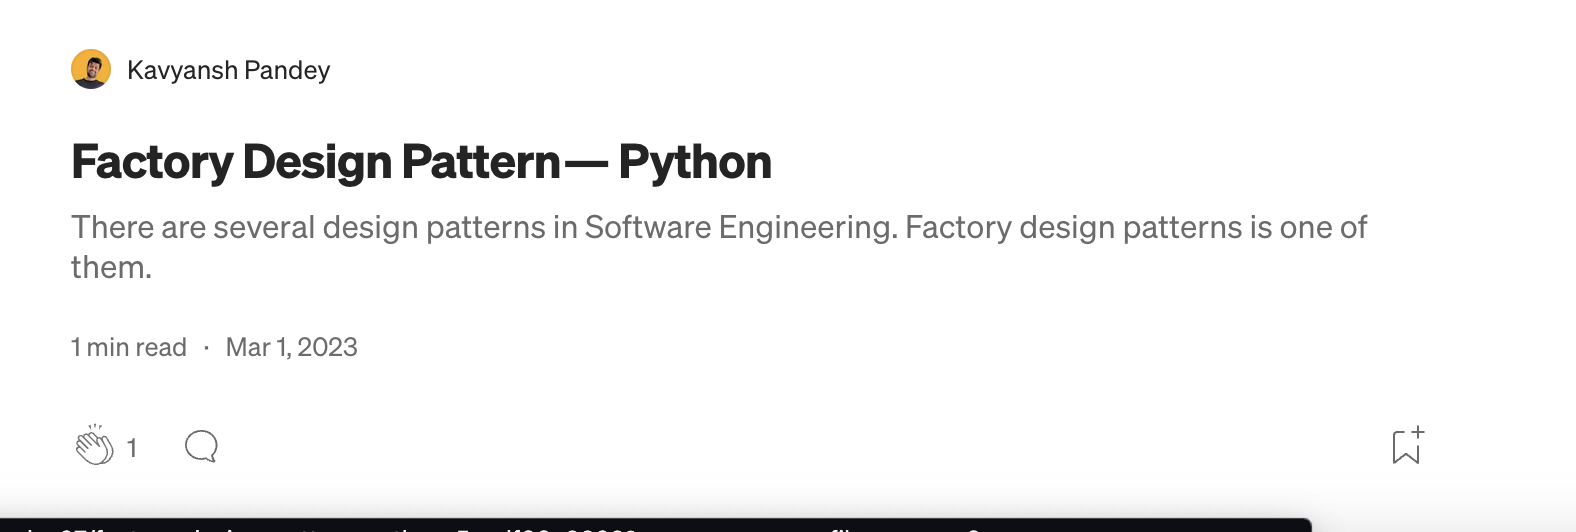 Kavyansh Pandey
Factory Design Pattern — Python
There are several design patterns in Software Engineering. Factory design patterns is one of
them.
1 min read · Mar 1, 2023
1